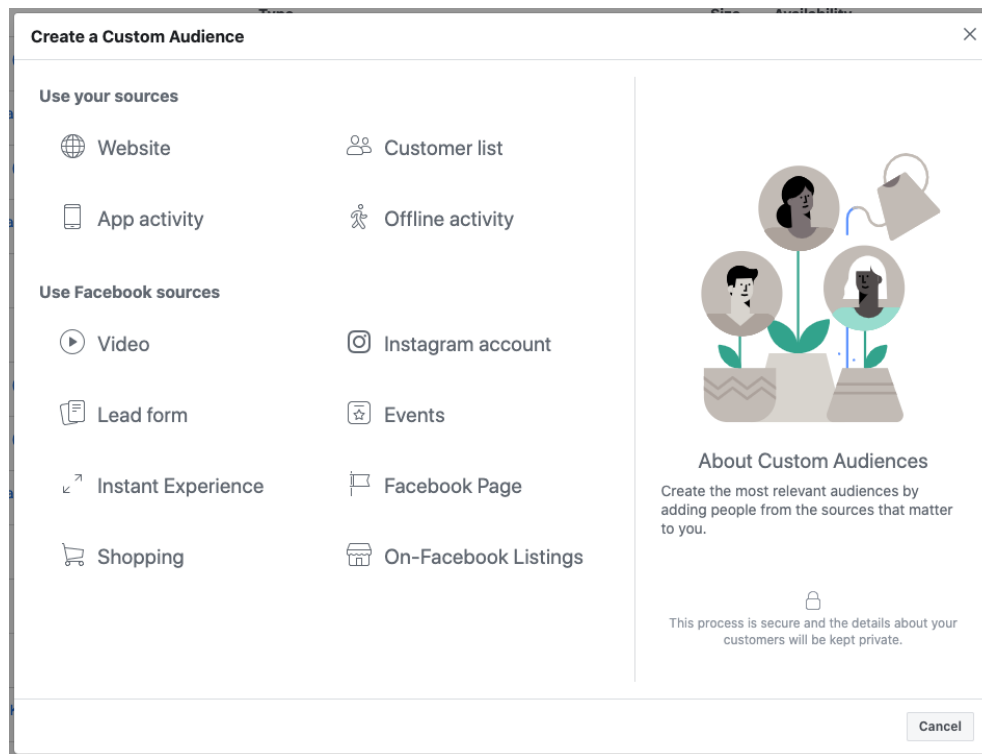 Create a Custom Audience
Use your sources
Website
Customer list
App activity
Offline activity
Use Facebook sources
Video
Instagram account
Lead form
Events
Instant Experience
Facebook Page
Shopping
On-Facebook Listings
About Custom Audiences
Create the most relevant audiences by
adding people from the sources that matter
to you.
This process is secure and the details about your
customers will be kept private.
Cancel